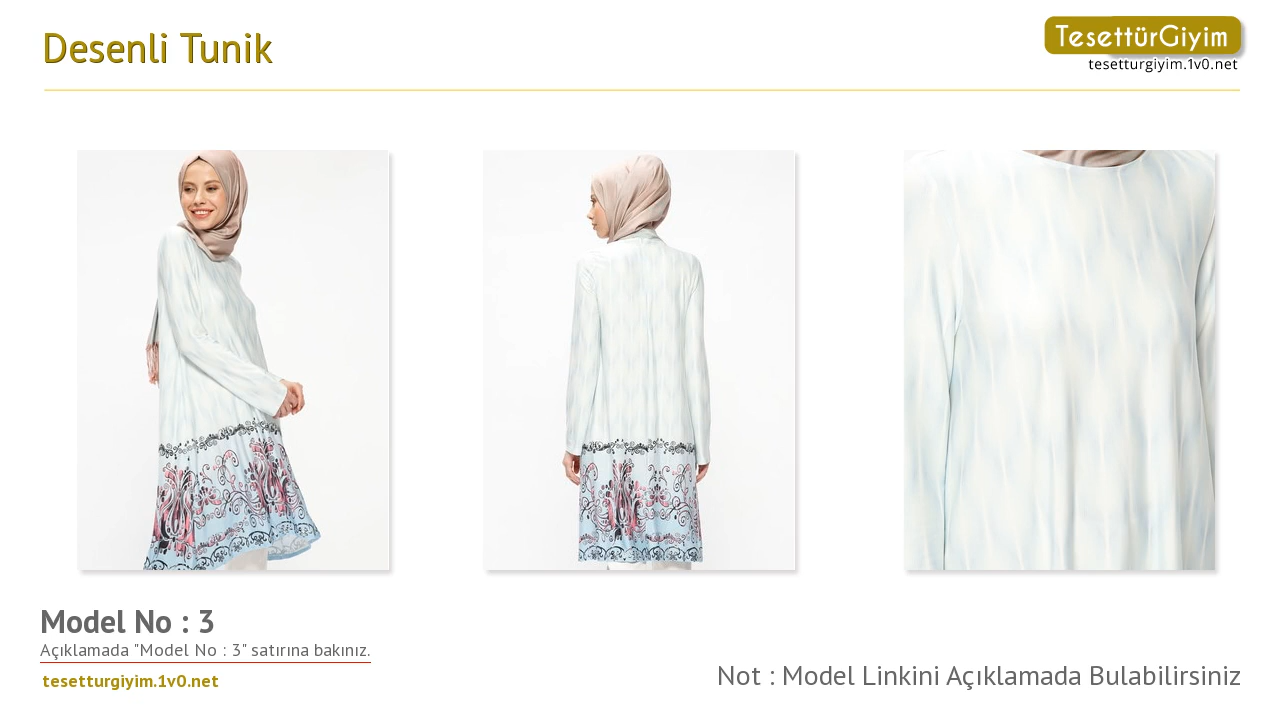 Desenli Tunik
TesettürGiyim
tesetturgiyim.1v0.net
Model No : 3
Açıklamada "Model No : 3" satırına bakınız.
tesetturgiyim.1v0.net
Not : Model Linkini Açıklamada Bulabilirsiniz